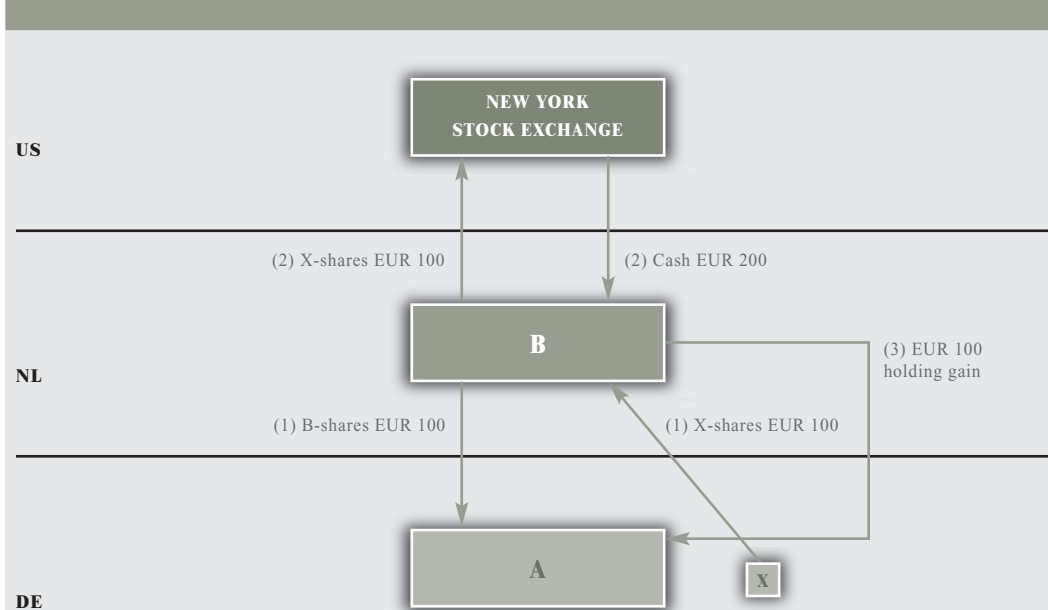 NEW YORK
STOCK EXCHANGE
US
(2) X-shares EUR 100
(2) Cash EUR 200
B
(3) EUR 100
holding gain
NL
(1) B-shares EUR 100
(1) X-shares EUR 100
A
X
DE